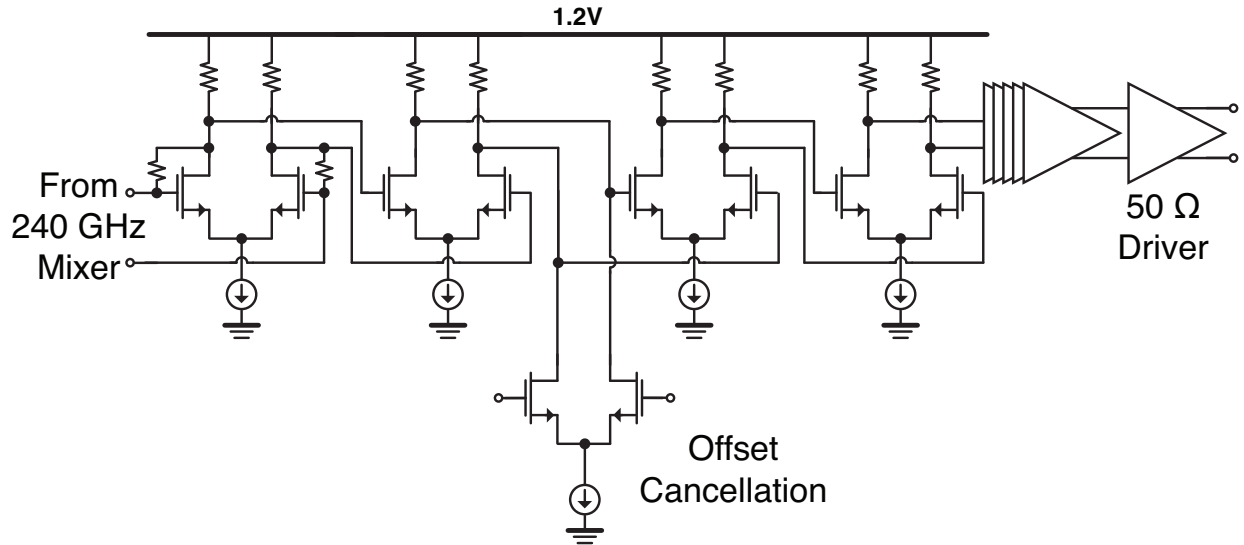 1.2V
From
240 GHz
Mixer
50 Ω
Driver
Offset
Cancellation